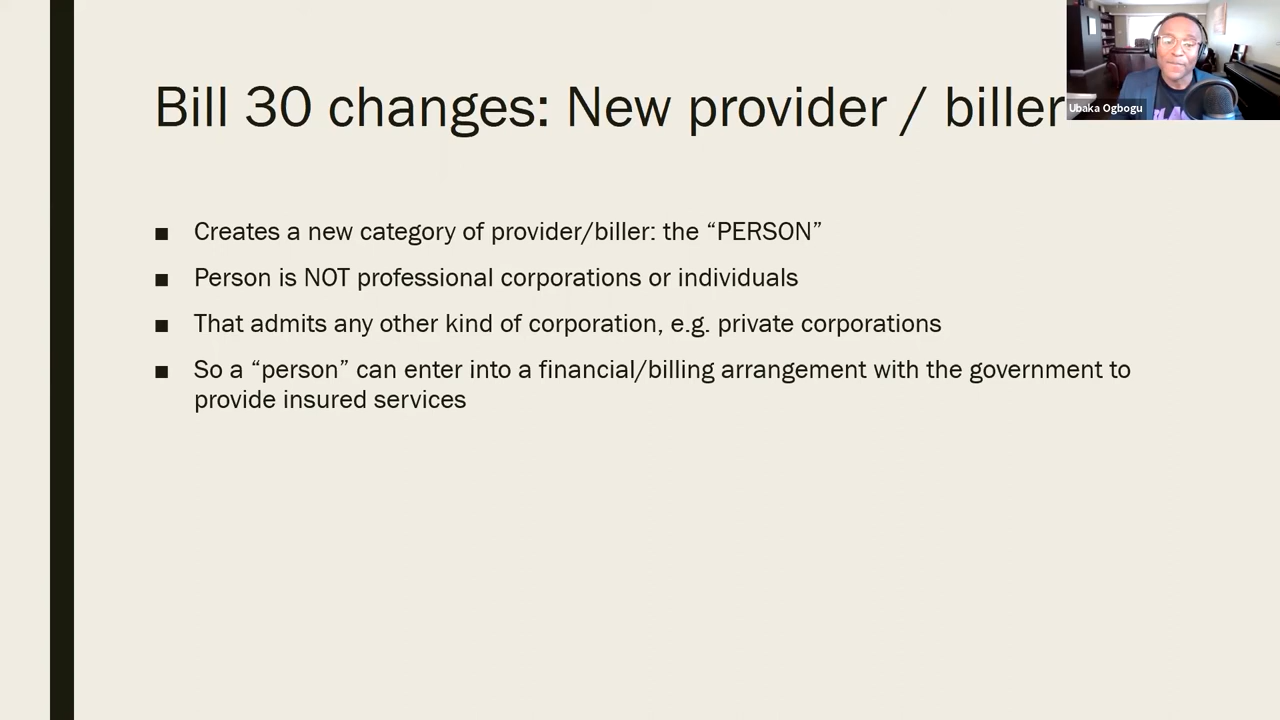 Bill 30 changes: New provider / biller
Ubaka Ogbogu
■ Creates a new category of provider/biller: the “PERSON”
■ Person is NOT professional corporations or individuals
■ That admits any other kind of corporation, e.g. private corporations
■ So a “person” can enter into a financial/billing arrangement with the government to
provide insured services